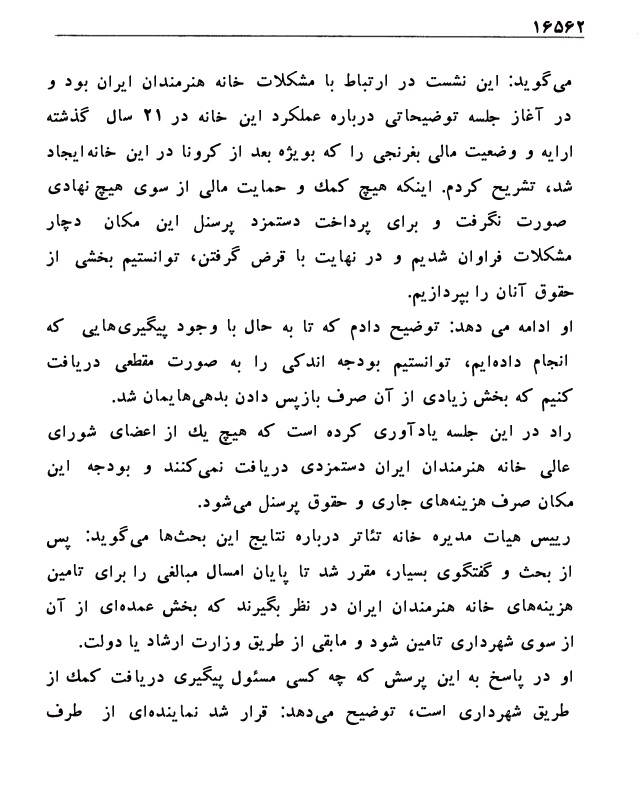 ۱۶۵۶۲
می‌گوید: این نشست در ارتباط با مشکلات خانه هنرمندان ایران بود و
در آغاز جلسه توضیحاتی درباره عملکرد این خانه در ۲۱ سال گذشته
ارایه و وضعیت مالی بغرنجی را که بویژه بعد از کرونا در این خانه ایجاد
شد، تشریح کردم. اینکه هیچ کمك و حمایت مالی از سوی هیچ نهادی
صورت نگرفت و برای پرداخت دستمزد پرسنل این مکان دچار
مشکلات فراوان شدیم و در نهایت با قرض گرفتن، توانستیم بخشی از
حقوق آنان را بپردازیم.
او ادامه می دهد: توضیح دادم که تا به حال با وجود پیگیری‌هایی که
انجام داده‌ایم، توانستیم بودجه اندکی را به صورت مقطعی دریافت
کنیم که بخش زیادی از آن صرف بازپس دادن بدهی‌هایمان شد.
راد در این جلسه یادآوری کرده است که هیچ یك از اعضای شورای
عالی خانه هنرمندان ایران دستمزدی دریافت نمی‌کنند و بودجه این
مکان صرف هزینه‌های جاری و حقوق پرسنل می‌شود.
رییس هیات مدیره خانه تئاتر درباره نتایج این بحث‌ها می‌گوید: پس
از بحث و گفتگوی بسیار، مقرر شد تا پایان امسال مبالغی را برای تامین
هزینه‌های خانه هنرمندان ایران در نظر بگیرند که بخش عمده‌ای از آن
از سوی شهرداری تامین شود و مابقی از طریق وزارت ارشاد یا دولت.
او در پاسخ به این پرسش که چه کسی مسئول پیگیری دریافت کمك از
طریق شهرداری است، توضیح می‌دهد: قرار شد نماینده‌ای از طرف